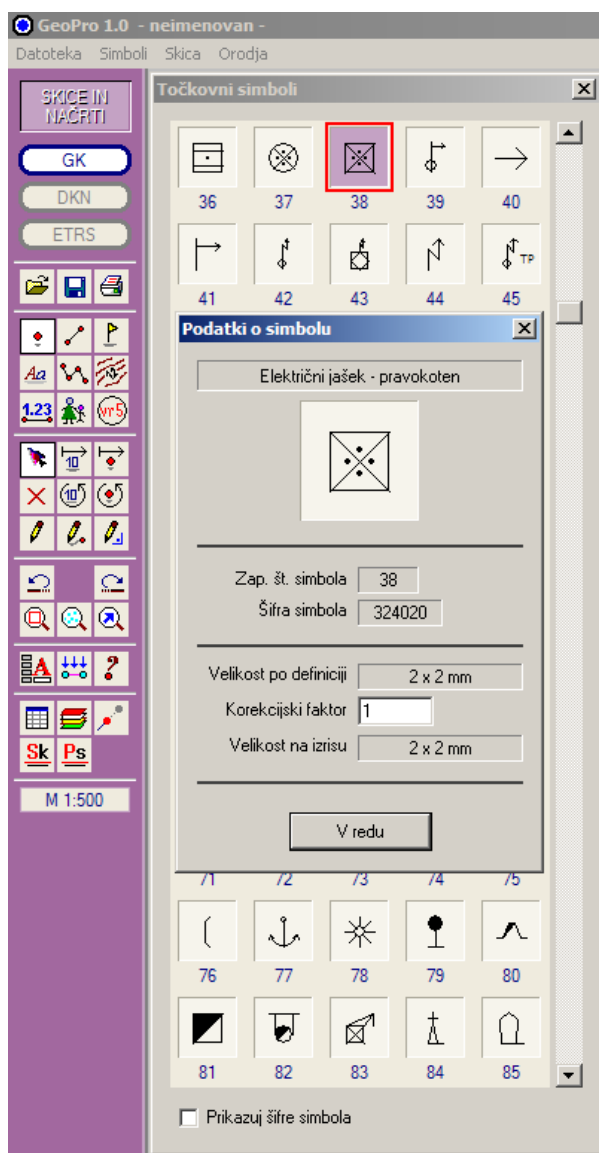 GeoPro 1.0 - neimenovan -
Datoteka Simboli Skica Orodja
SKICE IN
NAČRTI
GK
DKN
ETRS
Aa
1.23
vr5
10
10
A
?
Sk Ps
M 1:500
Točkovni simboli
36 37 38 39 40
TP
41 42 43 44 45
Podatki o simbolu
Električni jašek - pravokoten
Zap. št. simbola 38
Šifra simbola 324020
Velikost po definiciji 2 x 2 mm
Korekcijski faktor 1
Velikost na izrisu 2 x 2 mm
V redu
71 72 73 74 75
76 77 78 79 80
81 82 83 84 85
Prikazuj šifre simbola